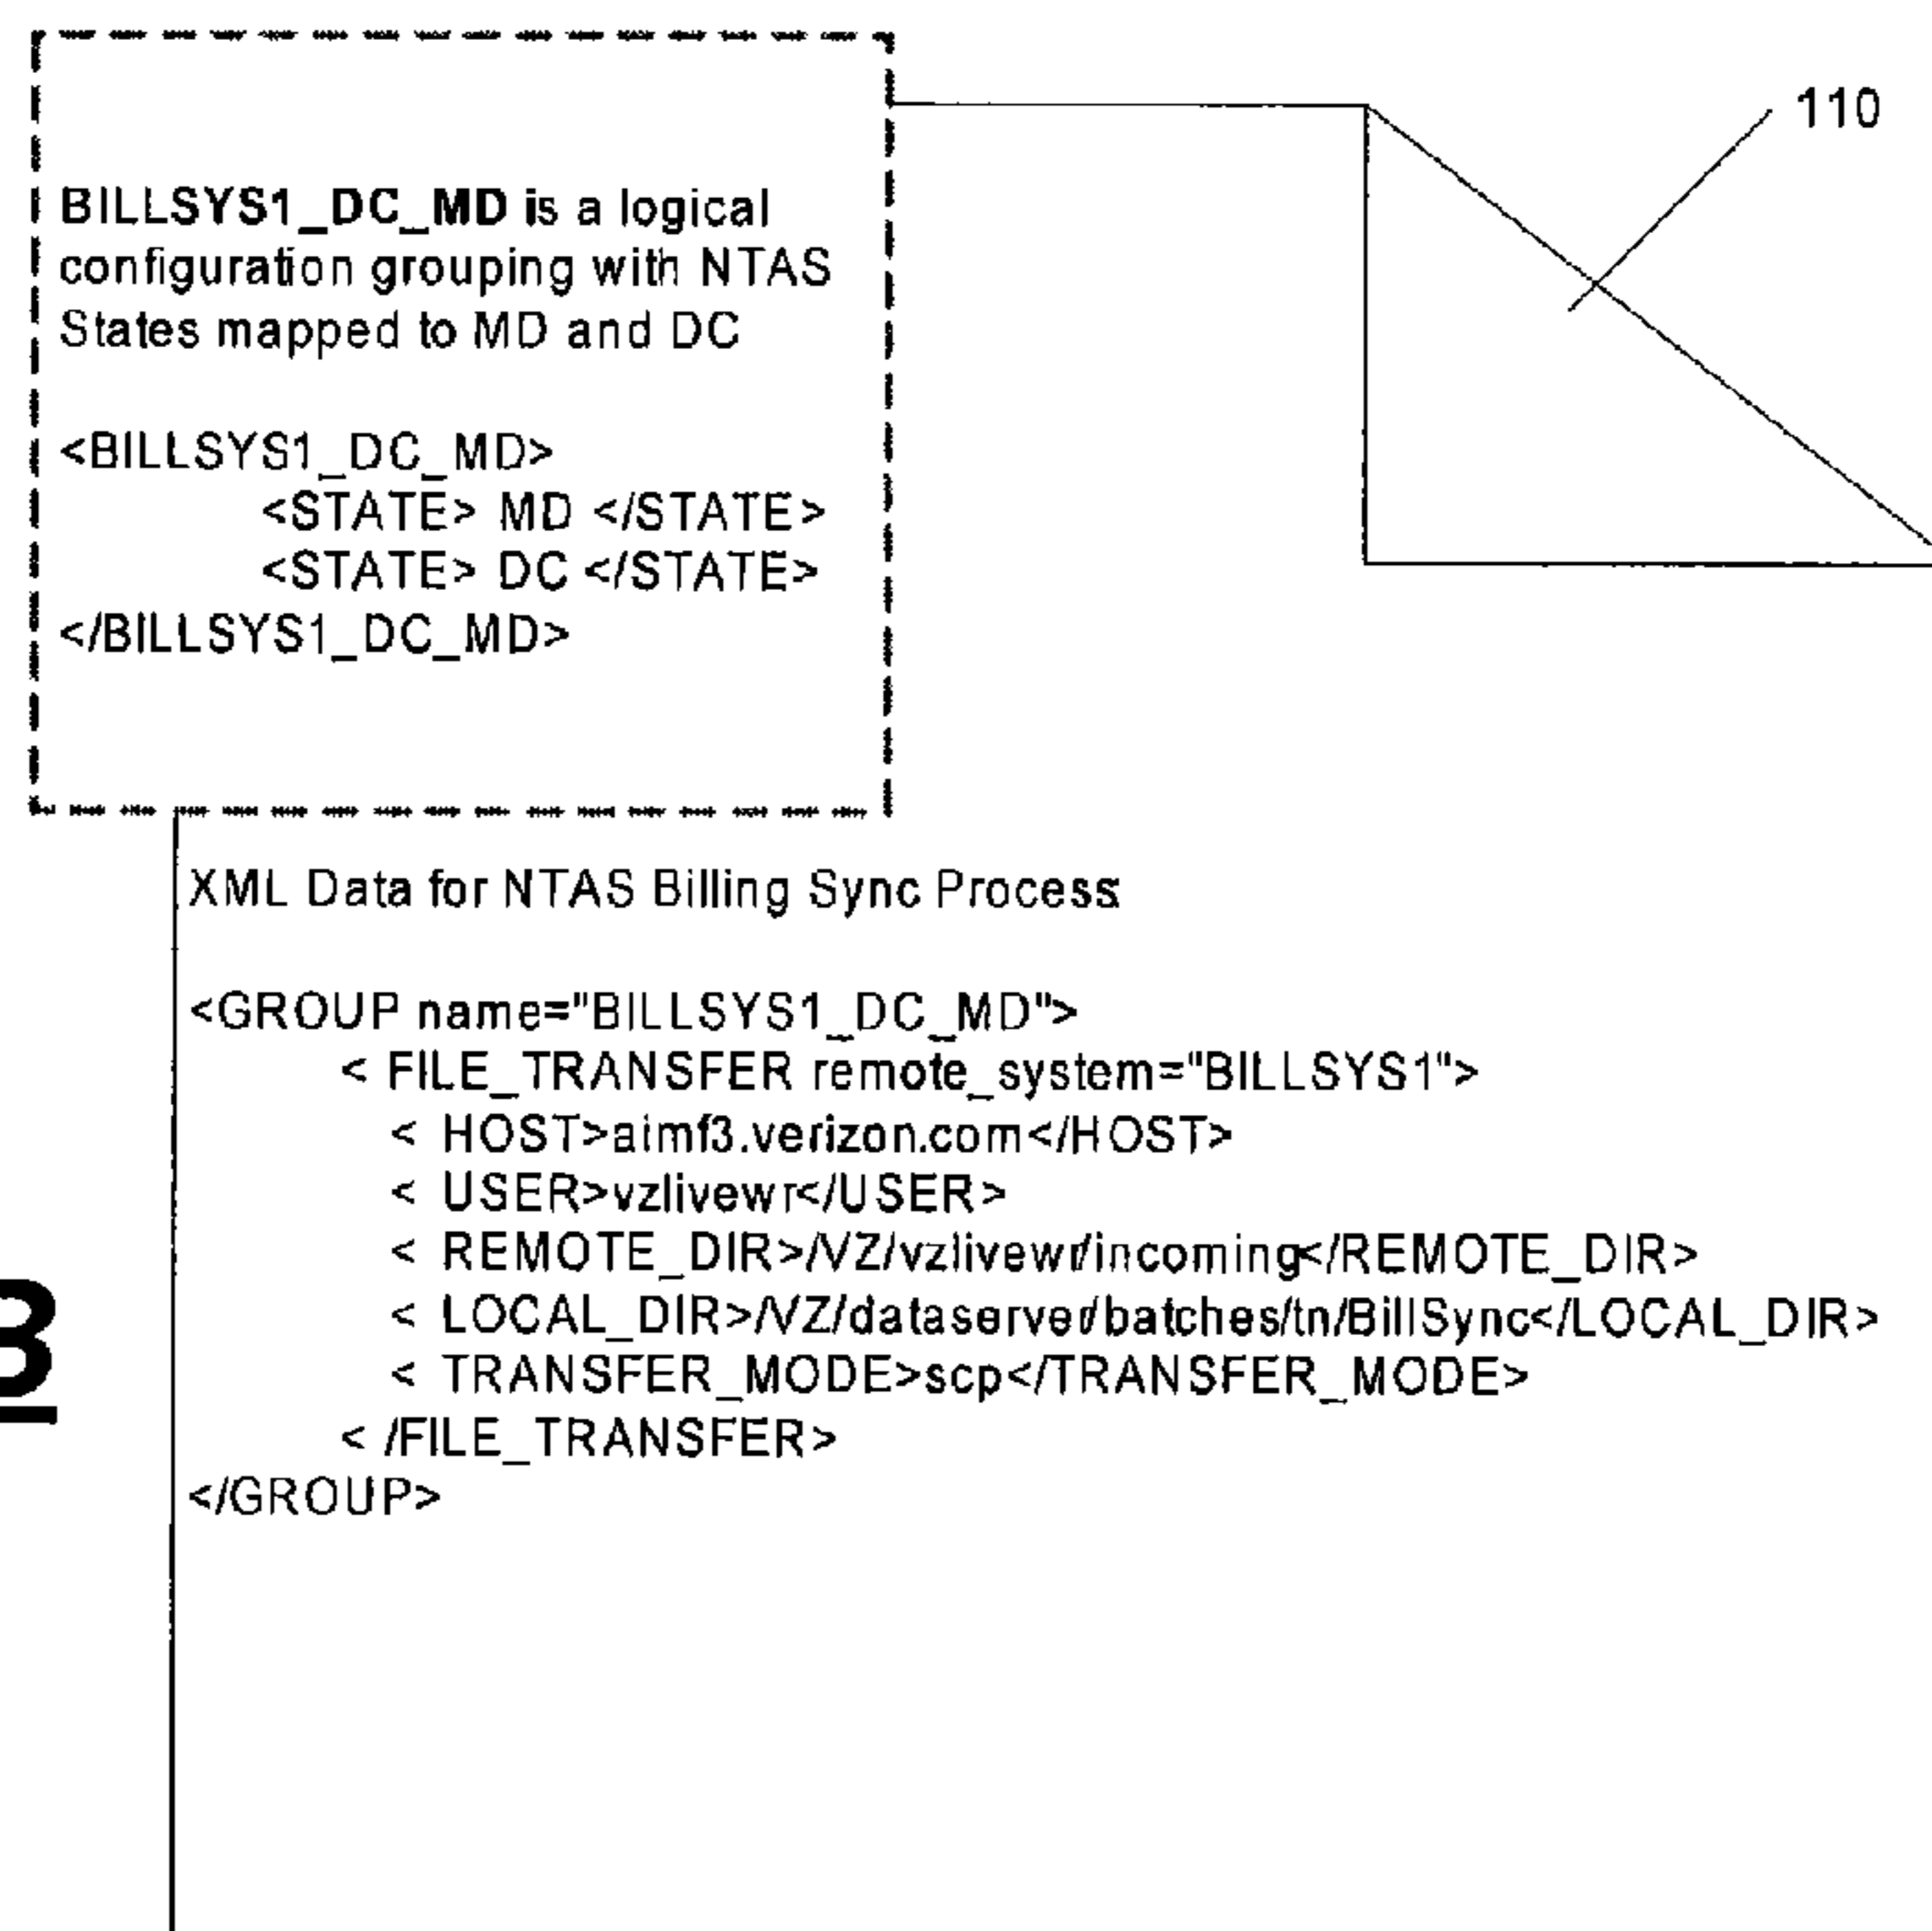 110
BILLSYS1_DC_MD is a logical
configuration grouping with NTAS
States mapped to MD and DC
<BILLSYS1_DC_MD>
<STATE> MD </STATE>
<STATE> DC </STATE>
</BILLSYS1_DC_MD>
XML Data for NTAS Billing Sync Process
<GROUP name="BILLSYS1_DC_MD">
< FILE_TRANSFER remote_system="BILLSYS1">
< HOST>aimf3.verizon.com</HOST>
< USER>vzlivewr</USER>
< REMOTE_DIR>/VZ/vzlivewr/incoming</REMOTE_DIR>
< LOCAL_DIR>/VZ/dataserver/batches/tn/BillSync</LOCAL_DIR>
< TRANSFER_MODE>scp</TRANSFER_MODE>
< /FILE_TRANSFER>
</GROUP>